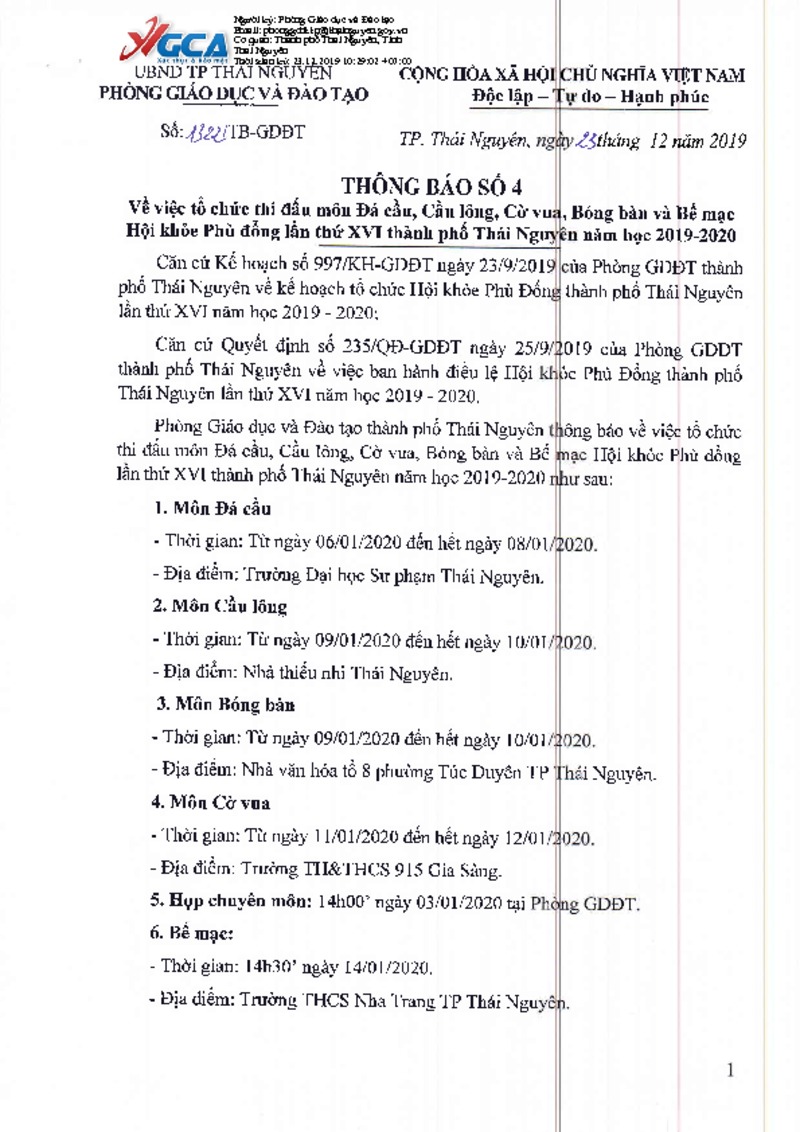 VGCA
Xác thực & bảo mật
Người ký: Phòng Giáo dục và Đào tạo
Email:
Cơ quan: Thành phố Thái Nguyên, Tỉnh
Thái Nguyên
Thời gian ký: 23.12.2019 10:29:02 +07:00
UBND TP THÁI NGUYÊN
PHÒNG GIÁO DỤC VÀ ĐÀO TẠO
CỘNG HÒA XÃ HỘI CHỦ NGHĨA VIỆT NAM
Độc lập – Tự do – Hạnh phúc
Số: /TB-GDĐT
TP. Thái Nguyên, ngày 23 tháng 12 năm 2019
THÔNG BÁO SỐ 4
Về việc tổ chức thi đấu môn Đá cầu, Cầu lông, Cờ vua, Bóng bàn và Bế mạc
Hội khỏe Phù đổng lần thứ XVI thành phố Thái Nguyên năm học 2019-2020
Căn cứ Kế hoạch số 997/KH-GDĐT ngày 23/9/2019 của Phòng GDĐT thành
phố Thái Nguyên về kế hoạch tổ chức Hội khỏe Phù Đổng thành phố Thái Nguyên
lần thứ XVI năm học 2019 - 2020;
Căn cứ Quyết định số 235/QĐ-GDĐT ngày 25/9/2019 của Phòng GDĐT
thành phố Thái Nguyên về việc ban hành điều lệ Hội khỏe Phù Đổng thành phố
Thái Nguyên lần thứ XVI năm học 2019 - 2020.
Phòng Giáo dục và Đào tạo thành phố Thái Nguyên thông báo về việc tổ chức
thi đấu môn Đá cầu, Cầu lông, Cờ vua, Bóng bàn và Bế mạc Hội khỏe Phù đổng
lần thứ XVI thành phố Thái Nguyên năm học 2019-2020 như sau:
1. Môn Đá cầu
- Thời gian: Từ ngày 06/01/2020 đến hết ngày 08/01/2020.
- Địa điểm: Trường Đại học Sư phạm Thái Nguyên.
2. Môn Cầu lông
- Thời gian: Từ ngày 09/01/2020 đến hết ngày 10/01/2020.
- Địa điểm: Nhà thiếu nhi Thái Nguyên.
3. Môn Bóng bàn
- Thời gian: Từ ngày 09/01/2020 đến hết ngày 10/01/2020.
- Địa điểm: Nhà văn hóa tổ 8 phường Túc Duyên TP Thái Nguyên.
4. Môn Cờ vua
- Thời gian: Từ ngày 11/01/2020 đến hết ngày 12/01/2020.
- Địa điểm: Trường TH&THCS 915 Gia Sàng.
5. Họp chuyên môn: 14h00' ngày 03/01/2020 tại Phòng GDĐT.
6. Bế mạc:
- Thời gian: 14h30' ngày 14/01/2020.
- Địa điểm: Trường THCS Nha Trang TP Thái Nguyên.
1